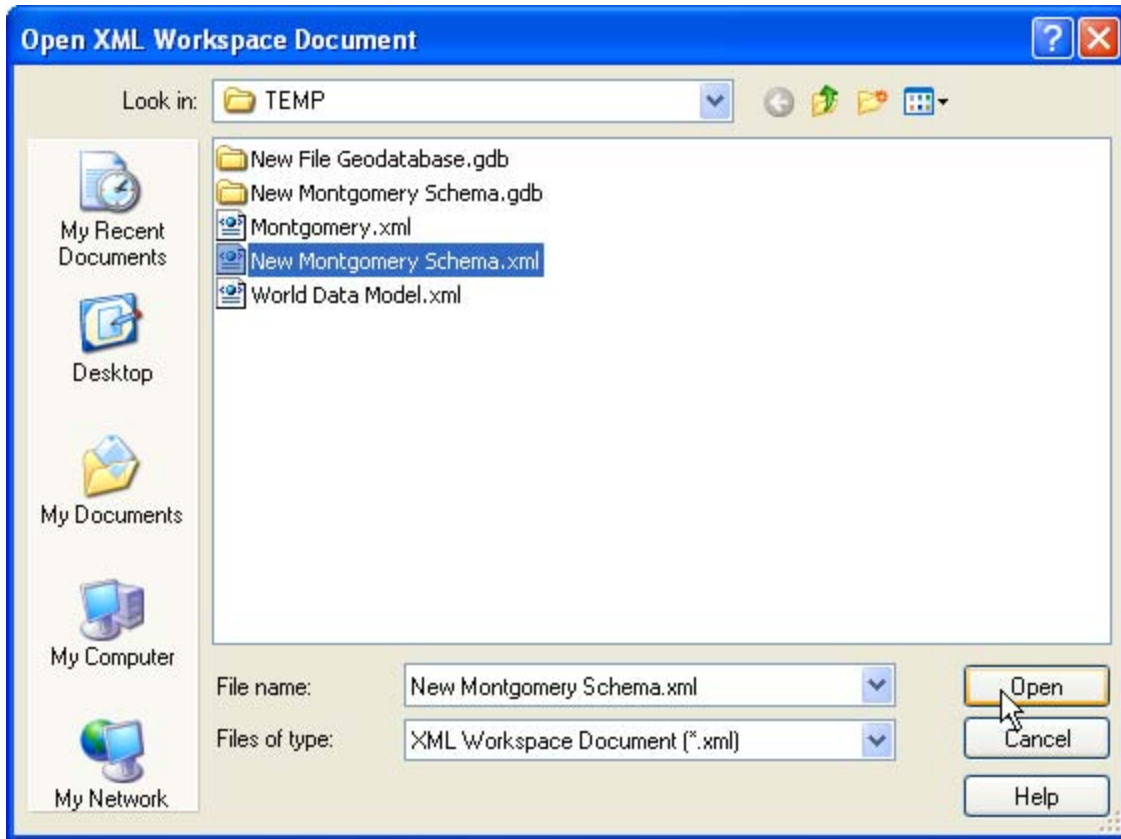 Open XML Workspace Document
Look in:
TEMP
My Recent
Documents
Desktop
My Documents
My Computer
My Network
New File Geodatabase.gdb
New Montgomery Schema.gdb
Montgomery.xml
New Montgomery Schema.xml
World Data Model.xml
File name:
New Montgomery Schema.xml
Open
Files of type:
XML Workspace Document (*.xml)
Cancel
Help